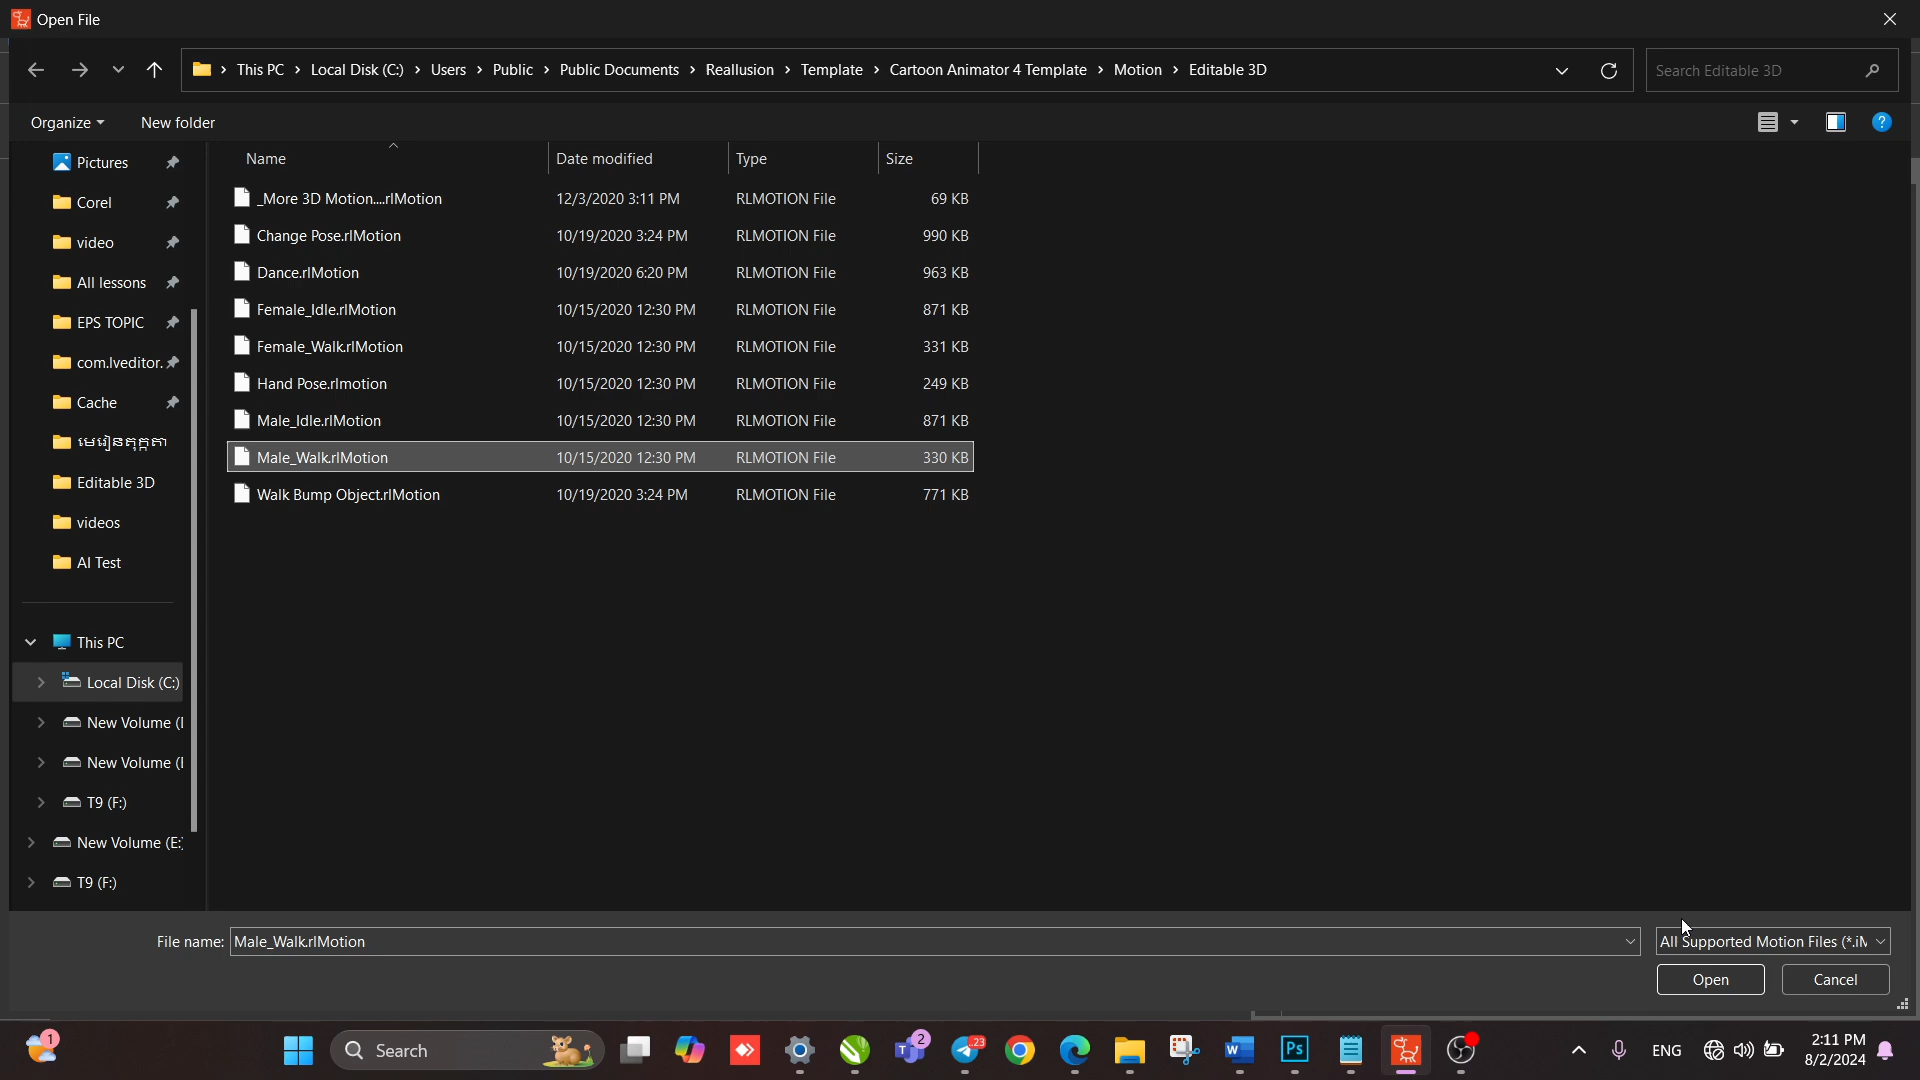 Open File
This PC > Local Disk (C:) > Users > Public > Public Documents > Reallusion > Template > Cartoon Animator 4 Template > Motion > Editable 3D
Search Editable 3D
Organize
New folder
Name Date modified Type Size
_More 3D Motion....rlMotion 12/3/2020 3:11 PM RLMOTION File 69 KB
Change Pose.rlMotion 10/19/2020 3:24 PM RLMOTION File 990 KB
Dance.rlMotion 10/19/2020 6:20 PM RLMOTION File 963 KB
Female_Idle.rlMotion 10/15/2020 12:30 PM RLMOTION File 871 KB
Female_Walk.rlMotion 10/15/2020 12:30 PM RLMOTION File 331 KB
Hand Pose.rlmotion 10/15/2020 12:30 PM RLMOTION File 249 KB
Male_Idle.rlMotion 10/15/2020 12:30 PM RLMOTION File 871 KB
Male_Walk.rlMotion 10/15/2020 12:30 PM RLMOTION File 330 KB
Walk Bump Object.rlMotion 10/19/2020 3:24 PM RLMOTION File 771 KB
Pictures
Corel
video
All lessons
EPS TOPIC
com.lveditor.
Cache
មេរៀនតុក្កតា
Editable 3D
videos
AI Test
This PC
Local Disk (C:)
New Volume (
New Volume (
T9 (F:)
New Volume (E:
T9 (F:)
File name: Male_Walk.rlMotion
All Supported Motion Files (*.iM
Open
Cancel
1
Search
2
23
W
Ps
ENG
2:11 PM
8/2/2024